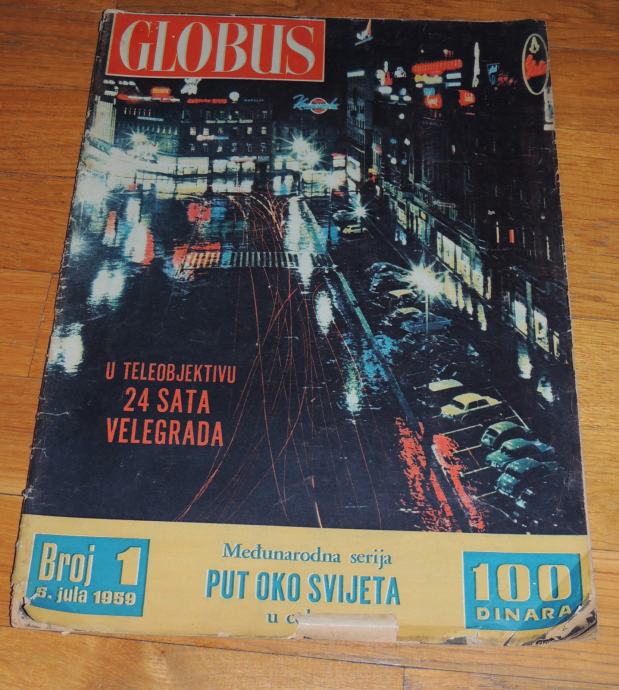 GLOBUS
U TELEOBJEKTIVU
24 SATA
VELEGRADA
Međunarodna serija
PUT OKO SVIJETA
u
Broj 1
5. jula 1959
100
DINARA